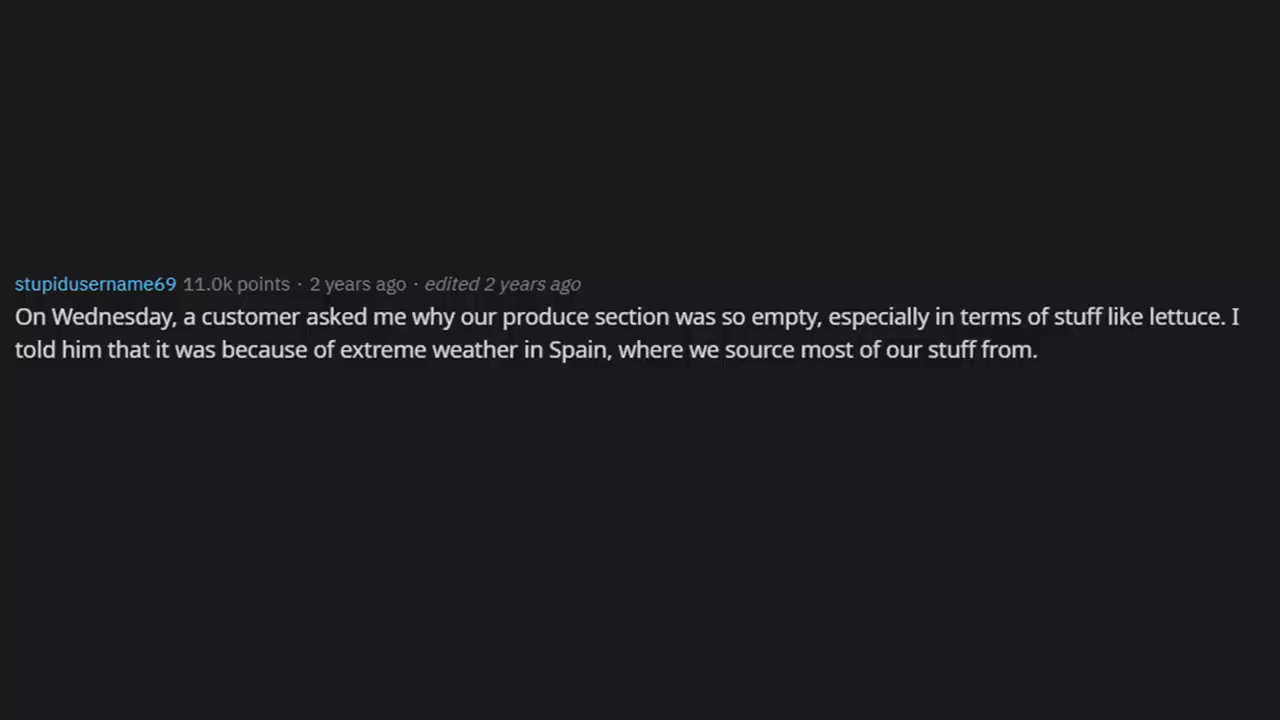 stupidusername69 11.0k points · 2 years ago · edited 2 years ago
On Wednesday, a customer asked me why our produce section was so empty, especially in terms of stuff like lettuce. I
told him that it was because of extreme weather in Spain, where we source most of our stuff from.